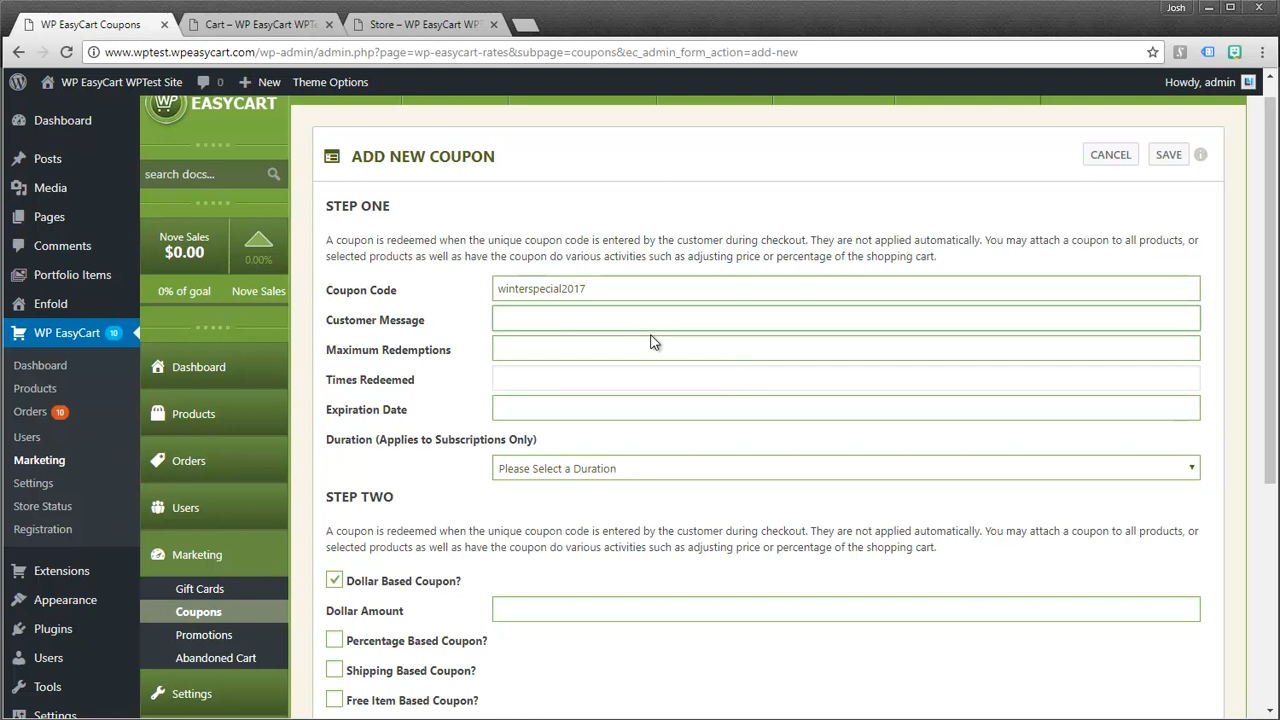 Josh
WP EasyCart Coupons
Cart – WP EasyCart WPTe
Store – WP EasyCart WPT
www.wptest.wpeasycart.com/wp-admin/admin.php?page=wp-easycart-rates&subpage=coupons&ec_admin_form_action=add-new
WP EasyCart WPTest Site
0
New
Theme Options
Howdy, admin
Dashboard
Posts
Media
Pages
Comments
Portfolio Items
Enfold
WP EasyCart 10
Dashboard
Products
Orders 10
Users
Marketing
Settings
Store Status
Registration
Extensions
Appearance
Plugins
Users
Tools
Settings
WP
EASYCART
search docs...
Nove Sales
$0.00
0.00%
0% of goal
Nove Sales
Dashboard
Products
Orders
Users
Marketing
Gift Cards
Coupons
Promotions
Abandoned Cart
Settings
ADD NEW COUPON
CANCEL
SAVE
STEP ONE
A coupon is redeemed when the unique coupon code is entered by the customer during checkout. They are not applied automatically. You may attach a coupon to all products, or
selected products as well as have the coupon do various activities such as adjusting price or percentage of the shopping cart.
Coupon Code
winterspecial2017
Customer Message
Maximum Redemptions
Times Redeemed
Expiration Date
Duration (Applies to Subscriptions Only)
Please Select a Duration
STEP TWO
A coupon is redeemed when the unique coupon code is entered by the customer during checkout. They are not applied automatically. You may attach a coupon to all products, or
selected products as well as have the coupon do various activities such as adjusting price or percentage of the shopping cart.
Dollar Based Coupon?
Dollar Amount
Percentage Based Coupon?
Shipping Based Coupon?
Free Item Based Coupon?